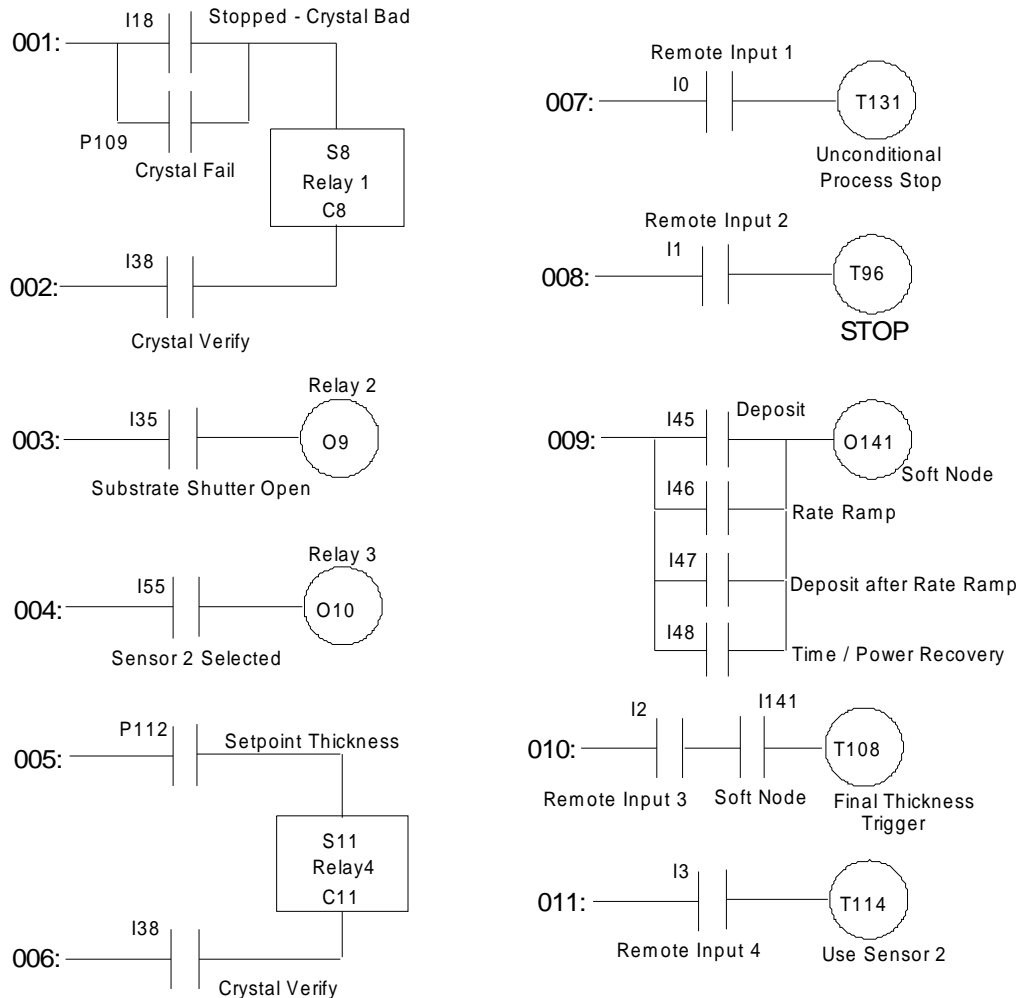 I18
Stopped - Crystal Bad
001:
P109
Crystal Fail
S8
Relay 1
C8
I38
002:
Crystal Verify
Relay 2
I35
003:
O9
Substrate Shutter Open
Relay 3
I55
004:
O10
Sensor 2 Selected
P112
Setpoint Thickness
005:
S11
Relay4
C11
I38
006:
Crystal Verify
Remote Input 1
I0
007:
T131
Unconditional
Process Stop
Remote Input 2
I1
008:
T96
STOP
I45
Deposit
009:
O141
Soft Node
I46
Rate Ramp
I47
Deposit after Rate Ramp
I48
Time / Power Recovery
I2
I141
010:
T108
Remote Input 3
Soft Node
Final Thickness
Trigger
I3
011:
T114
Remote Input 4
Use Sensor 2